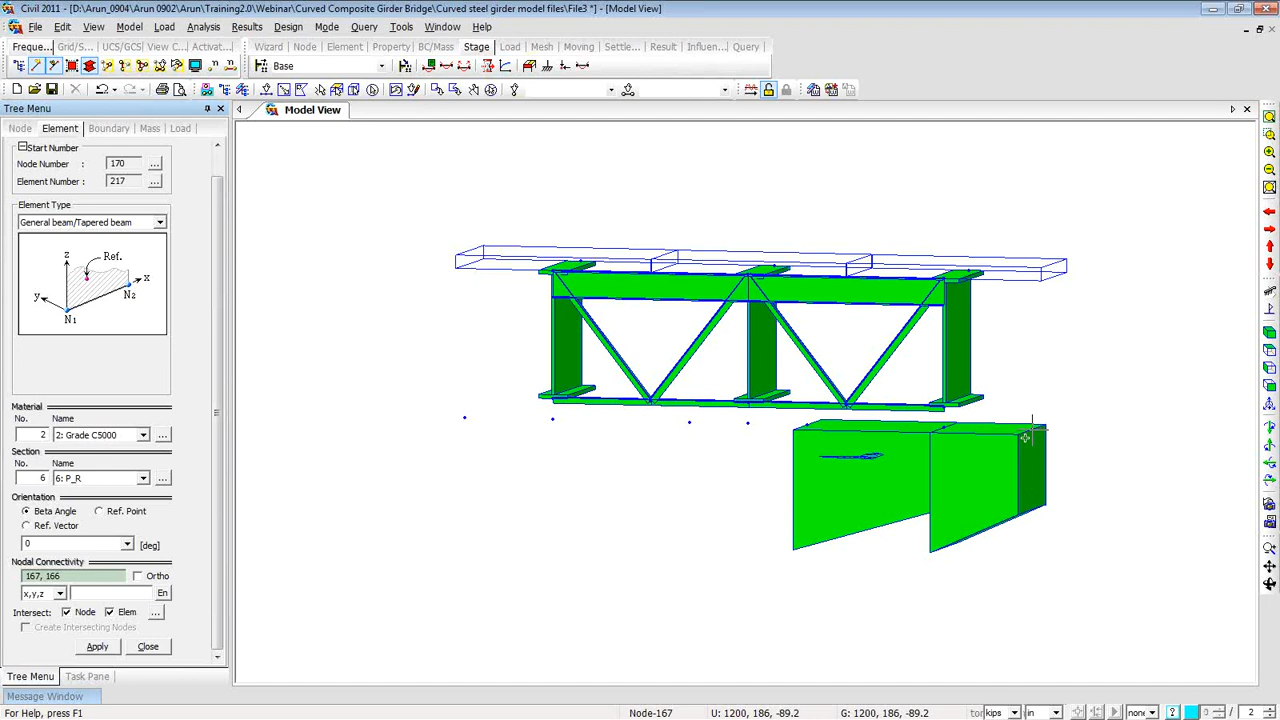 Civil 2011 - [D:\Arun_0904\Arun 0902\Arun\Training2.0\Webinar\Curved Composite Girder Bridge\Curved steel girder model files\File3 *] - [Model View]
File Edit View Model Load Analysis Results Design Mode Query Tools Window Help
Freque... Grid/S... UCS/GCS View C... Activat... Wizard Node Element Property BC/Mass Stage Load Mesh Moving Settle... Result Influen... Query
Base
Tree Menu
Model View
Node Element Boundary Mass Load
Start Number
Node Number : 170 ...
Element Number : 217 ...
Element Type
General beam/Tapered beam
z Ref. x y N1 N2
Material
No. Name
2 2: Grade C5000 ...
Section
No. Name
6 6: P_R ...
Orientation
Beta Angle Ref. Point
Ref. Vector
0 [deg]
Nodal Connectivity
167, 166 Ortho
x,y,z En
Intersect: Node Elem ...
Create Intersecting Nodes
Apply Close
Tree Menu Task Pane
Message Window
For Help, press F1 Node-167 U: 1200, 186, -89.2 G: 1200, 186, -89.2 kips in none ? / 2